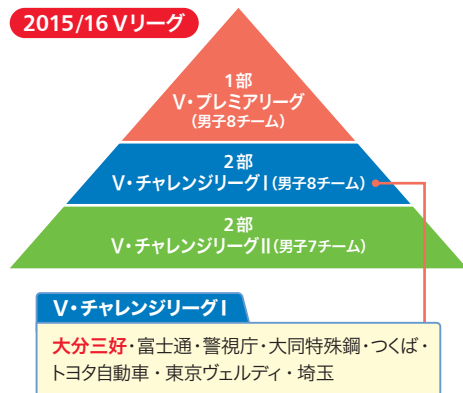 2015/16 Vリーグ
1部
V・プレミアリーグ
(男子8チーム)
2部
V・チャレンジリーグⅠ(男子8チーム)
2部
V・チャレンジリーグⅡ(男子7チーム)
V・チャレンジリーグⅠ
大分三好・富士通・警視庁・大同特殊鋼・つくば・
トヨタ自動車・東京ヴェルディ・埼玉